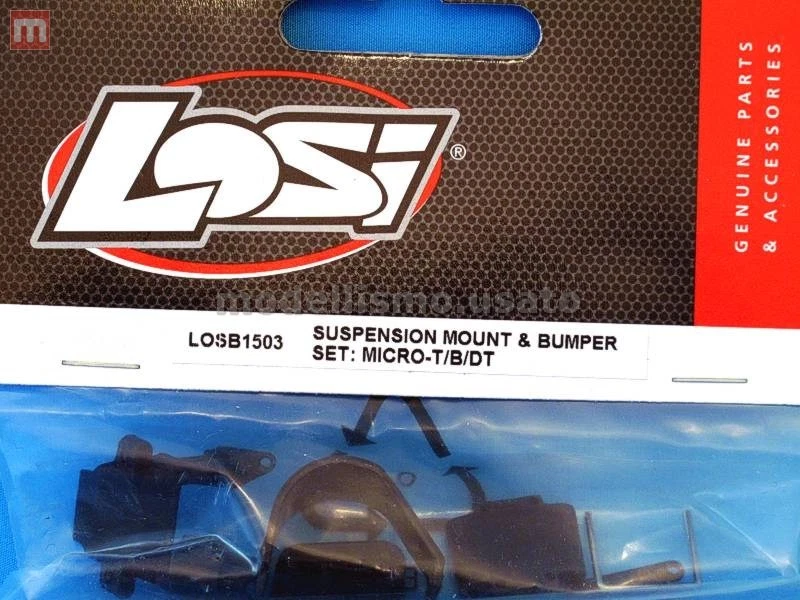 m
LOSi®
GENUINE PARTS
& ACCESSORIES
modellismo.usato
LOSB1503 SUSPENSION MOUNT & BUMPER
SET: MICRO-T/B/DT